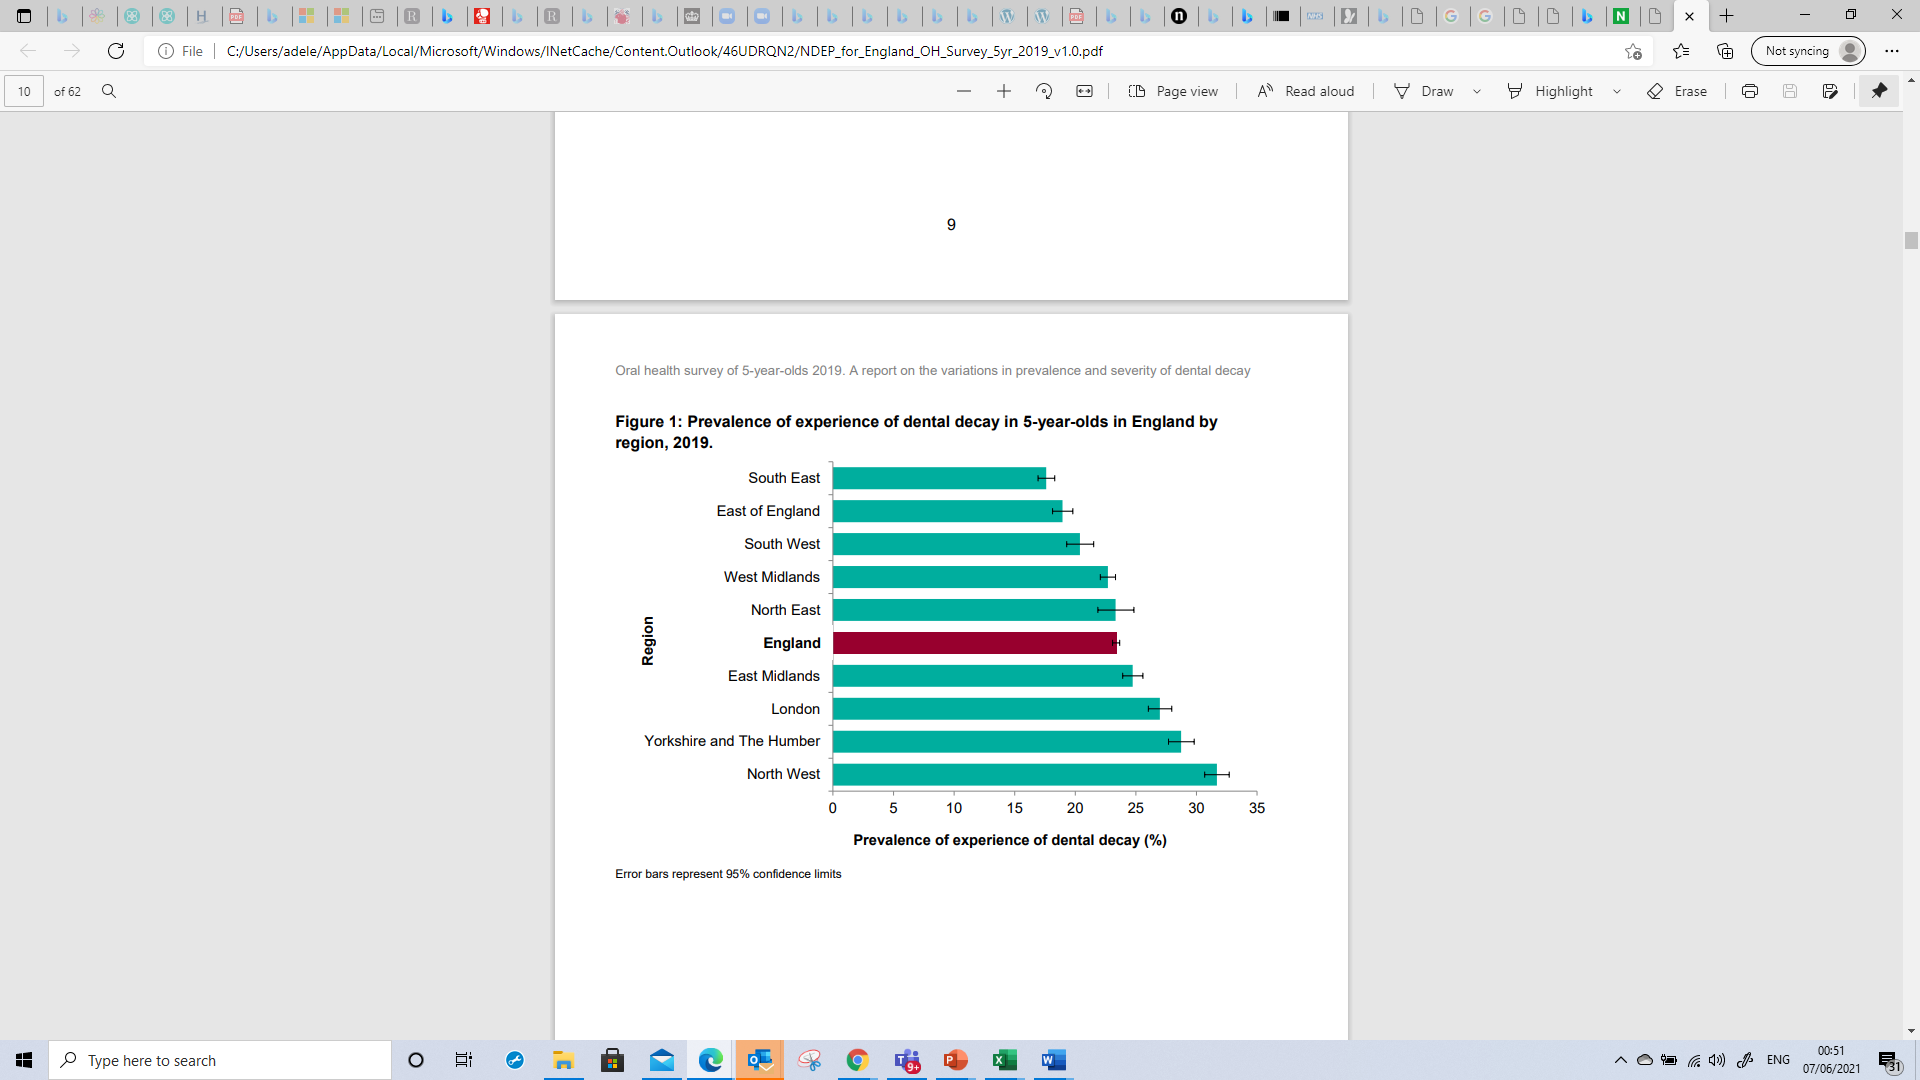 File
C:/Users/adele/AppData/Local/Microsoft/Windows/INetCache/Content.Outlook/46UDRQN2/NDEP_for_England_OH_Survey_5yr_2019_v1.0.pdf
Not syncing
10 of 62
Page view
Read aloud
Draw
Highlight
Erase
9
Oral health survey of 5-year-olds 2019. A report on the variations in prevalence and severity of dental decay
Figure 1: Prevalence of experience of dental decay in 5-year-olds in England by
region, 2019.
Region
South East
East of England
South West
West Midlands
North East
England
East Midlands
London
Yorkshire and The Humber
North West
0 5 10 15 20 25 30 35
Prevalence of experience of dental decay (%)
Error bars represent 95% confidence limits
Type here to search
9+
ENG
00:51
07/06/2021
31